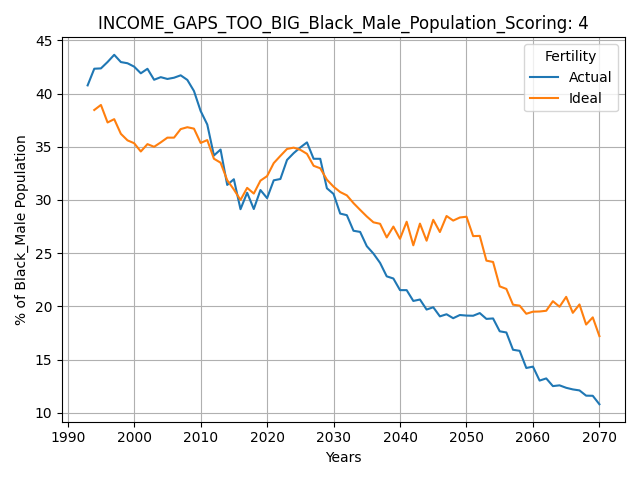 INCOME_GAPS_TOO_BIG_Black_Male_Population_Scoring: 4
% of Black_Male Population
45
40
35
30
25
20
15
10
Fertility
Actual
Ideal
1990 2000 2010 2020 2030 2040 2050 2060 2070
Years